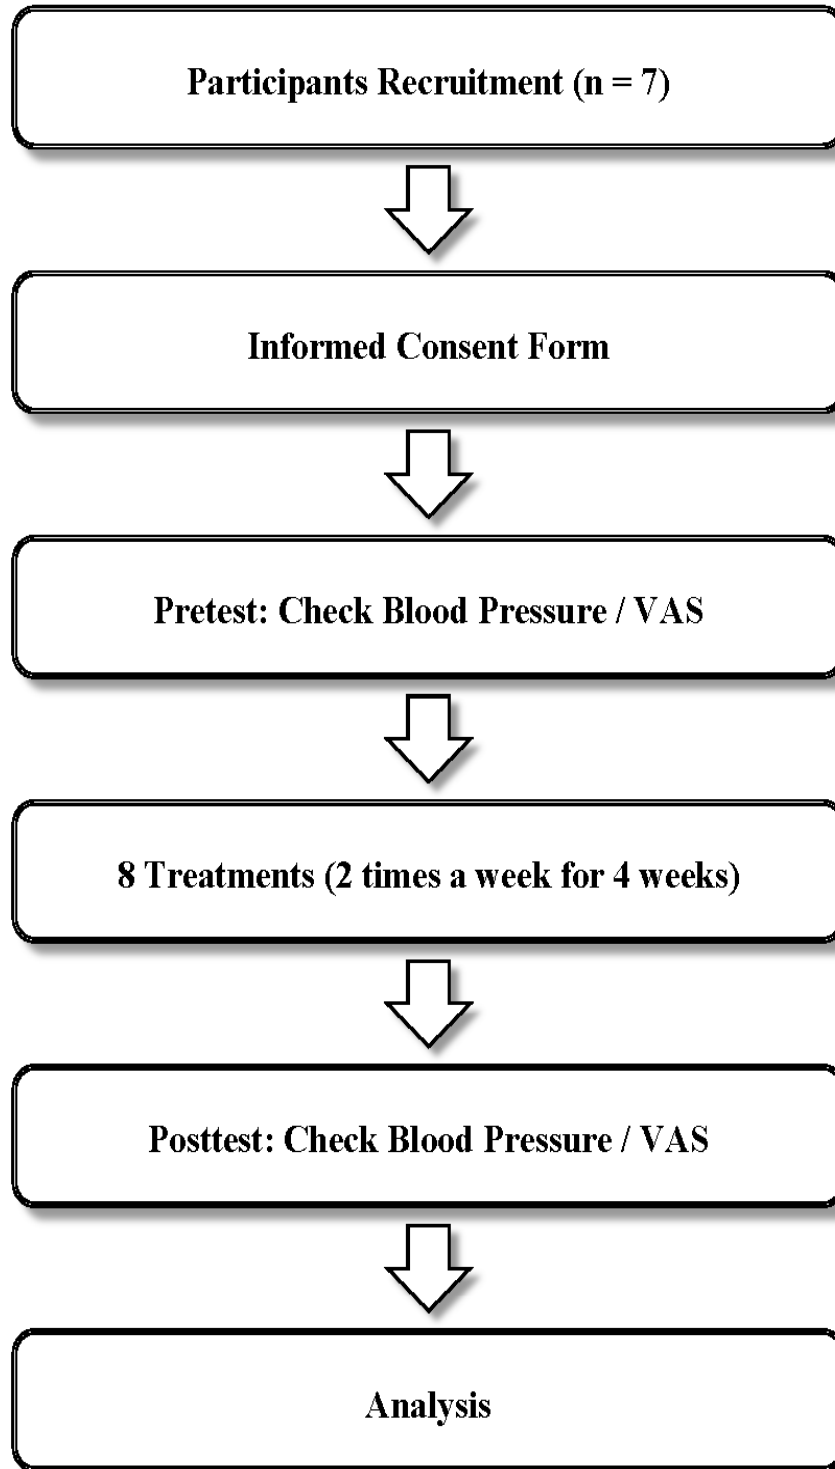 Participants Recruitment (n = 7)
Informed Consent Form
Pretest: Check Blood Pressure / VAS
8 Treatments (2 times a week for 4 weeks)
Posttest: Check Blood Pressure / VAS
Analysis